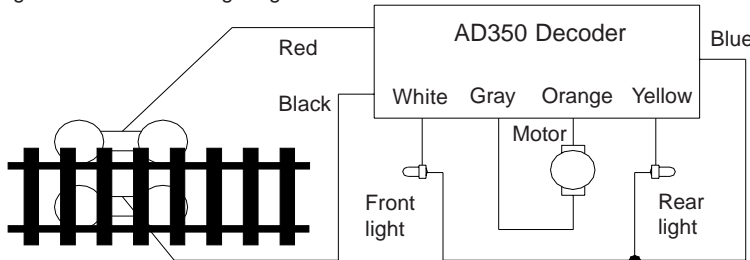 AD350 Decoder
Red
Blue
Black
White Gray Orange Yellow
Motor
Front
light
Rear
light